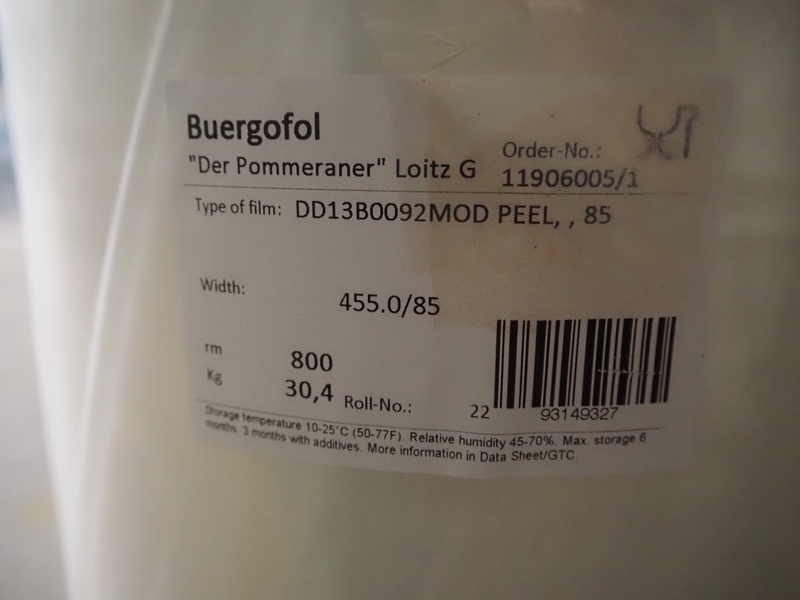 Buergofol
"Der Pommeraner" Loitz G
Order-No.:
11906005/1
Type of film: DD13B0092MOD PEEL, , 85
Width: 455.0/85
rm 800
Kg 30,4 Roll-No.: 22
93149327
Storage temperature 10-25°C (50-77F). Relative humidity 45-70%. Max. storage 6
months. 3 months with additives. More information in Data Sheet/GTC